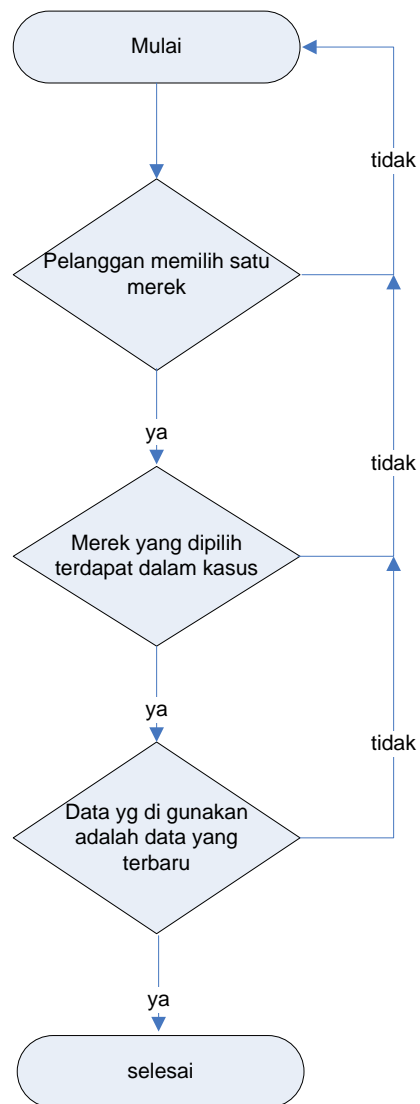 Mulai
tidak
Pelanggan memilih satu
merek
ya
tidak
Merek yang dipilih
terdapat dalam kasus
ya
tidak
Data yg di gunakan
adalah data yang
terbaru
ya
selesai